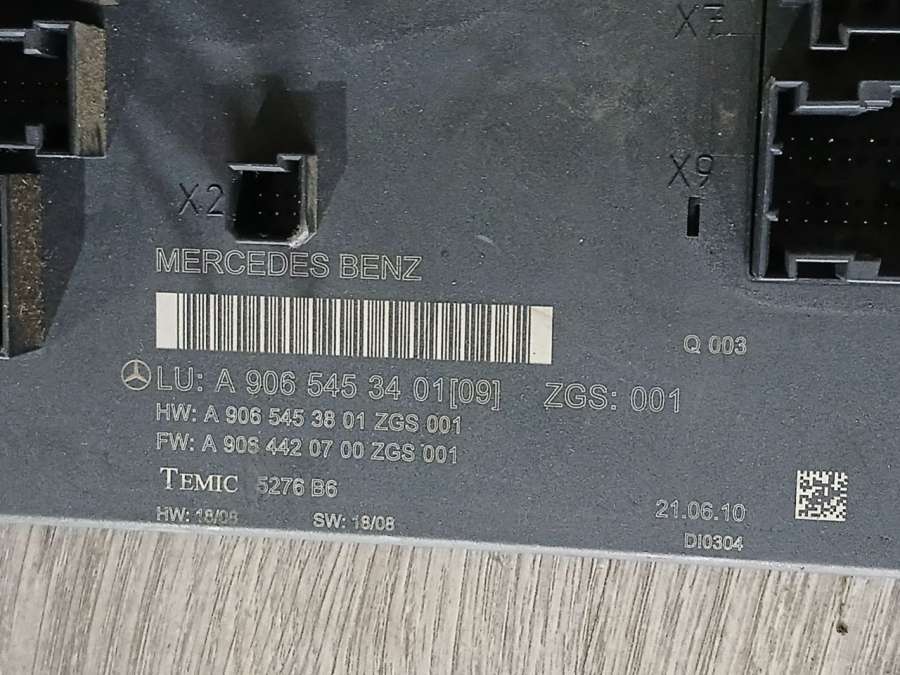 X7
X9
X2
MERCEDES BENZ
Q 003
LU: A 906 545 34 01[09] ZGS: 001
HW: A 906 545 38 01 ZGS 001
FW: A 906 442 07 00 ZGS 001
TEMIC 5276 B6
21.06.10
HW: 18/08 SW: 18/08
DI0304